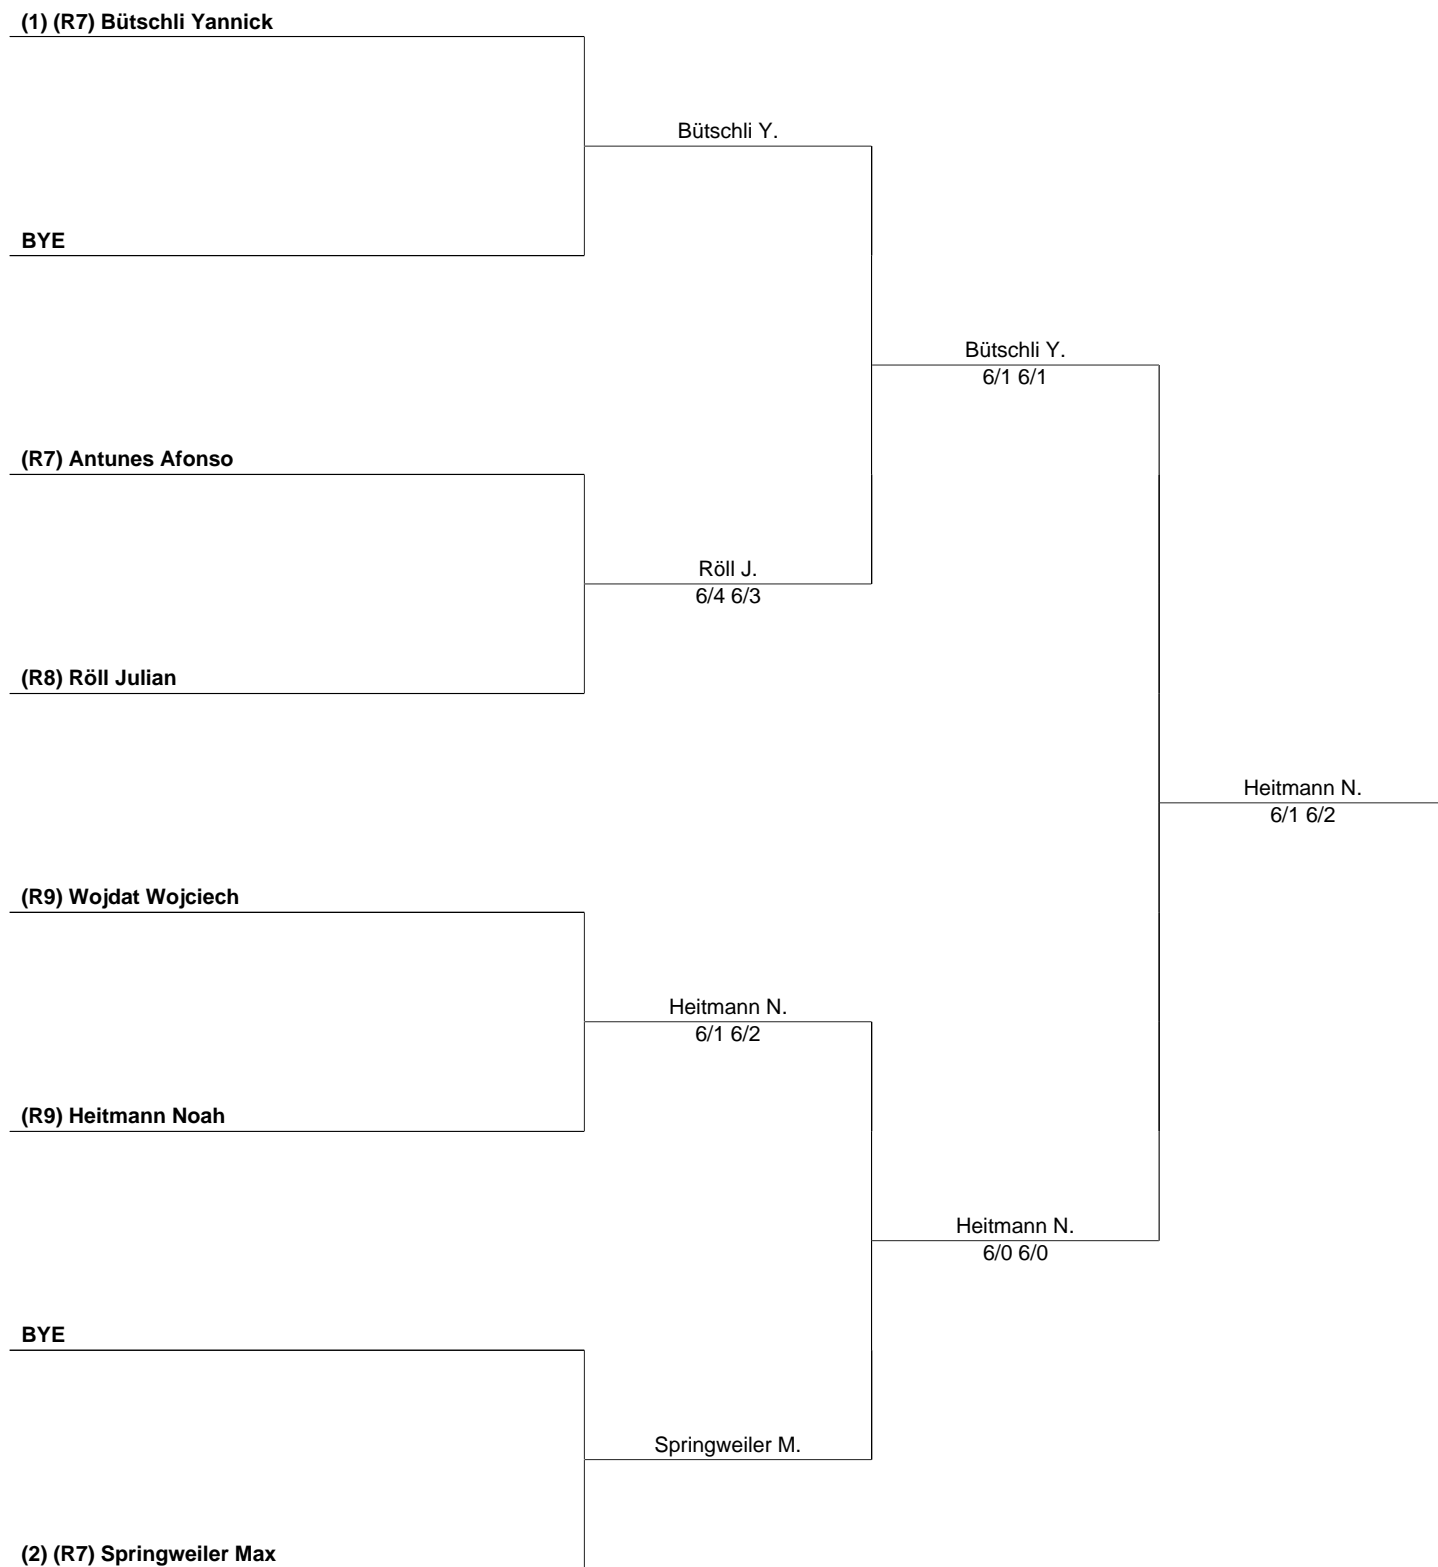 (1) (R7) Bütschli Yannick
Bütschli Y.
BYE
Bütschli Y.
6/1 6/1
(R7) Antunes Afonso
Röll J.
6/4 6/3
(R8) Röll Julian
Heitmann N.
6/1 6/2
(R9) Wojdat Wojciech
Heitmann N.
6/1 6/2
(R9) Heitmann Noah
Heitmann N.
6/0 6/0
BYE
Springweiler M.
(2) (R7) Springweiler Max